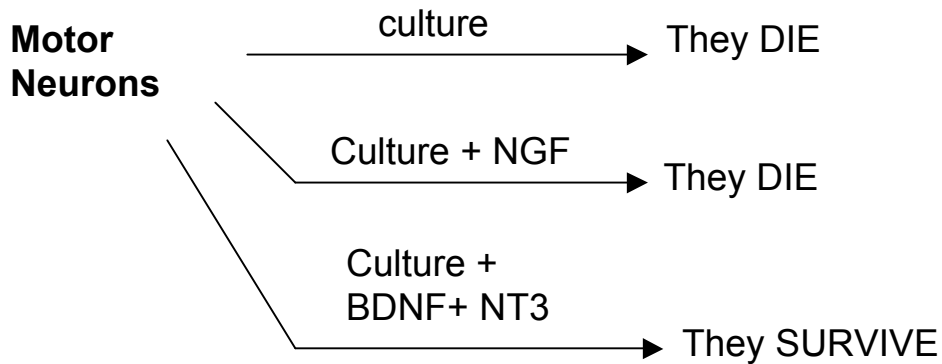 Motor
Neurons
culture
They DIE
Culture + NGF
They DIE
Culture +
BDNF+ NT3
They SURVIVE